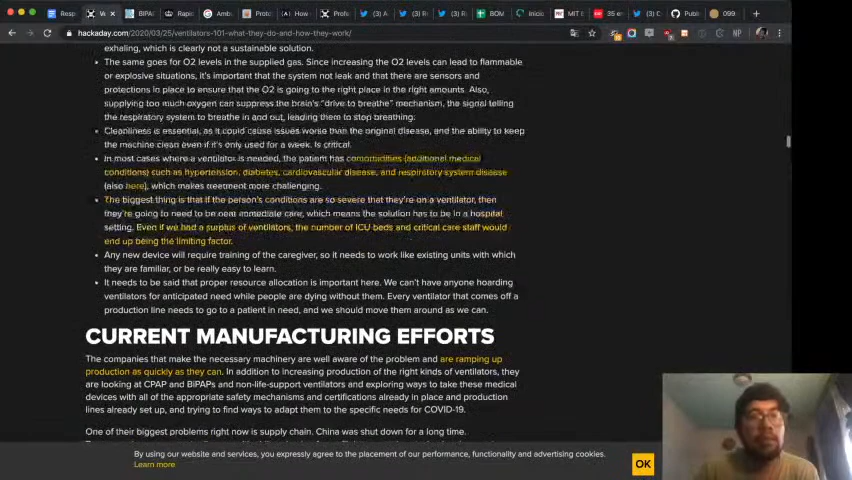 Resp
V
BiPA
Rapi
Amb
Proto
How
Profe
(3) A
(3) R
(3) R
BOM
Inicio
MIT E
35 e
(3) D
Publi
099
hackaday.com/2020/03/25/ventilators-101-what-they-do-and-how-they-work/
NP
exhaling, which is clearly not a sustainable solution.
• The same goes for O2 levels in the supplied gas. Since increasing the O2 levels can lead to flammable
or explosive situations, it's important that the system not leak and that there are sensors and
protections in place to ensure that the O2 is going to the right place in the right amounts. Also,
supplying too much oxygen can suppress the brain's "drive to breathe" mechanism, the signal telling
the respiratory system to breathe in and out, leading them to stop breathing.
• Cleanliness is essential, as it could cause issues worse than the original disease, and the ability to keep
the machine clean even if it's only used for a week. Is critical.
• In most cases where a ventilator is needed, the patient has comorbidities (additional medical
conditions) such as hypertension, diabetes, cardiovascular disease, and respiratory system disease
(also here), which makes treatment more challenging.
• The biggest thing is that if the person's conditions are so severe that they're on a ventilator, then
they're going to need to be near immediate care, which means the solution has to be in a hospital
setting. Even if we had a surplus of ventilators, the number of ICU beds and critical care staff would
end up being the limiting factor.
• Any new device will require training of the caregiver, so it needs to work like existing units with which
they are familiar, or be really easy to learn.
• It needs to be said that proper resource allocation is important here. We can't have anyone hoarding
ventilators for anticipated need while people are dying without them. Every ventilator that comes off a
production line needs to go to a patient in need, and we should move them around as we can.
CURRENT MANUFACTURING EFFORTS
The companies that make the necessary machinery are well aware of the problem and are ramping up
production as quickly as they can. In addition to increasing production of the right kinds of ventilators, they
are looking at CPAP and BiPAPs and non-life-support ventilators and exploring ways to take these medical
devices with all of the appropriate safety mechanisms and certifications already in place and production
lines already set up, and trying to find ways to adapt them to the specific needs for COVID-19.
One of their biggest problems right now is supply chain. China was shut down for a long time.
By using our website and services, you expressly agree to the placement of our performance, functionality and advertising cookies.
Learn more
OK